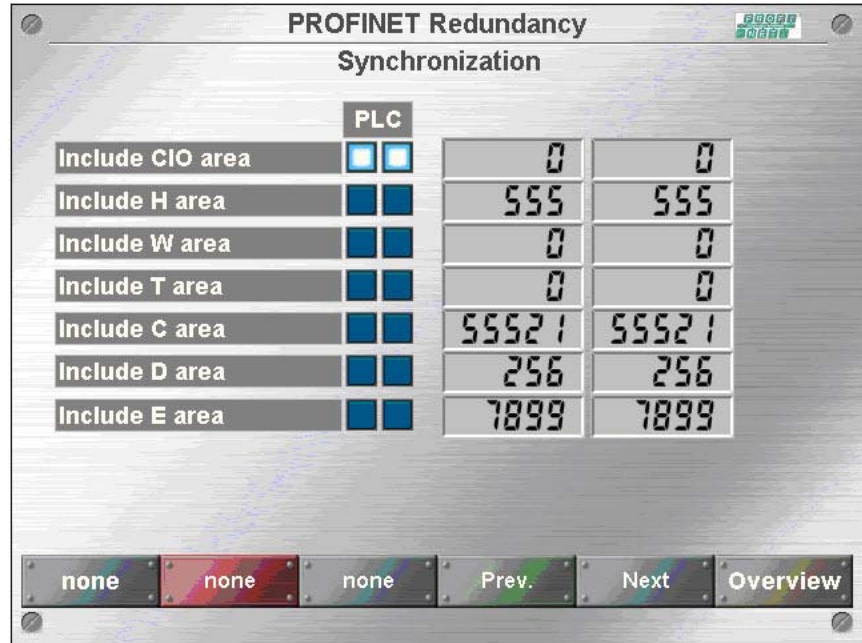 PROFINET Redundancy
PROFI
NET
Synchronization
PLC
Include CIO area 0 0
Include H area 555 555
Include W area 0 0
Include T area 0 0
Include C area 55521 55521
Include D area 256 256
Include E area 7899 7899
none none none Prev. Next Overview